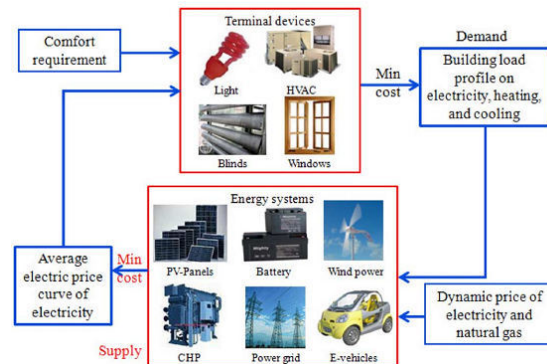 Terminal devices
Comfort
requirement
Light
HVAC
Blinds
Windows
Min
cost
Demand
Building load
profile on
electricity, heating,
and cooling
Energy systems
PV-Panels
Battery
Wind power
CHP
Power grid
E-vehicles
Supply
Min
cost
Average
electric price
curve of
electricity
Dynamic price of
electricity and
natural gas